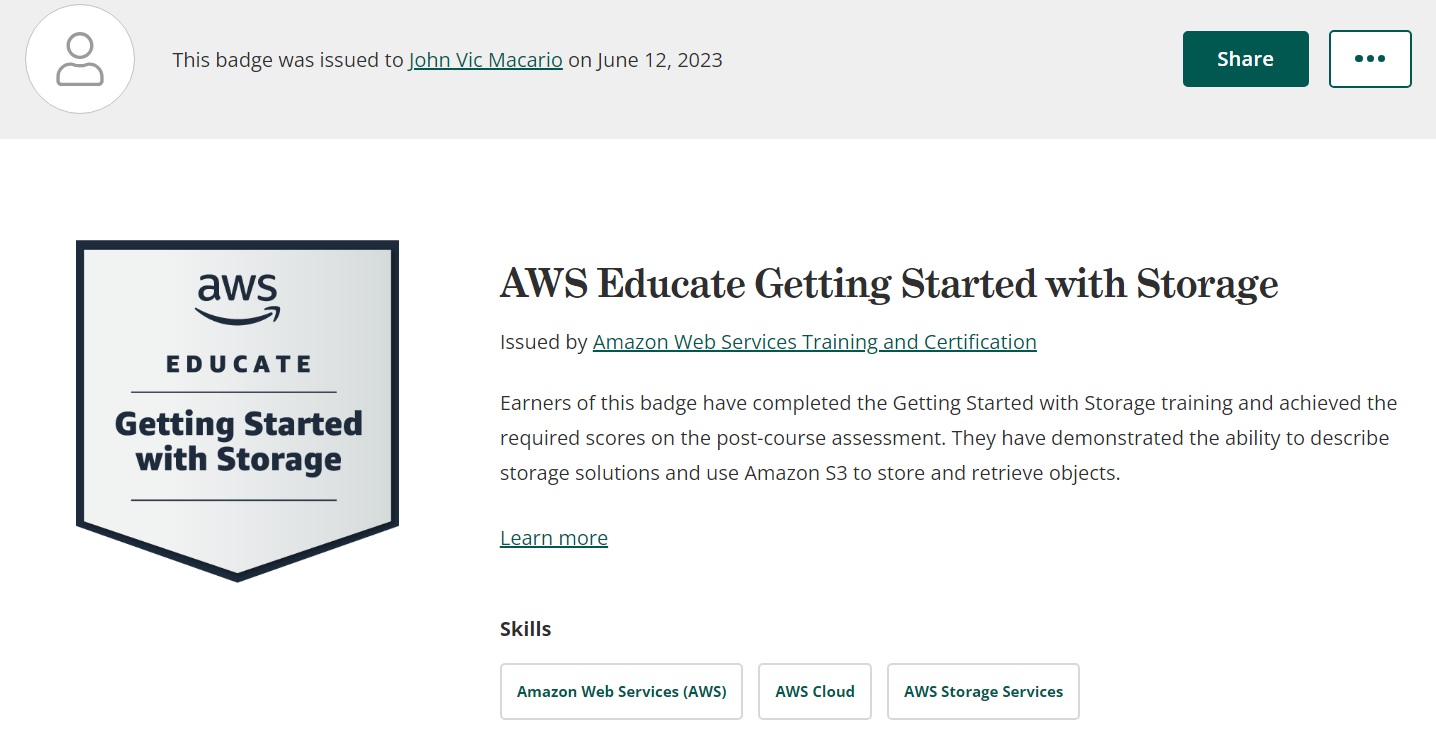 This badge was issued to John Vic Macario on June 12, 2023
Share
aws
EDUCATE
Getting Started
with Storage
AWS Educate Getting Started with Storage
Issued by Amazon Web Services Training and Certification
Earners of this badge have completed the Getting Started with Storage training and achieved the
required scores on the post-course assessment. They have demonstrated the ability to describe
storage solutions and use Amazon S3 to store and retrieve objects.
Learn more
Skills
Amazon Web Services (AWS)
AWS Cloud
AWS Storage Services